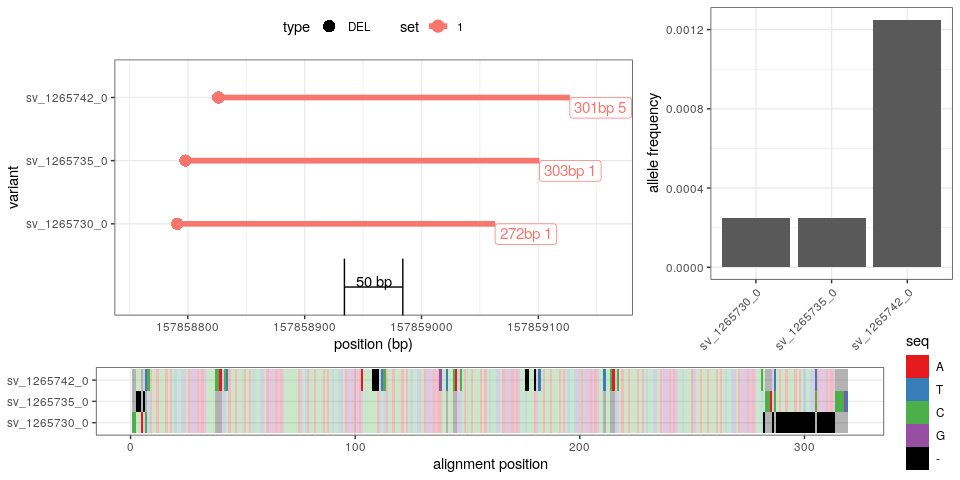 type DEL set 1
variant
sv_1265742_0
sv_1265735_0
sv_1265730_0
301bp 5
303bp 1
272bp 1
50 bp
157858800 157858900 157859000 157859100
position (bp)
allele frequency
0.0012
0.0008
0.0004
0.0000
sv_1265730_0
sv_1265735_0
sv_1265742_0
sv_1265742_0
sv_1265735_0
sv_1265730_0
0 100 200 300
alignment position
seq
A
T
C
G
-